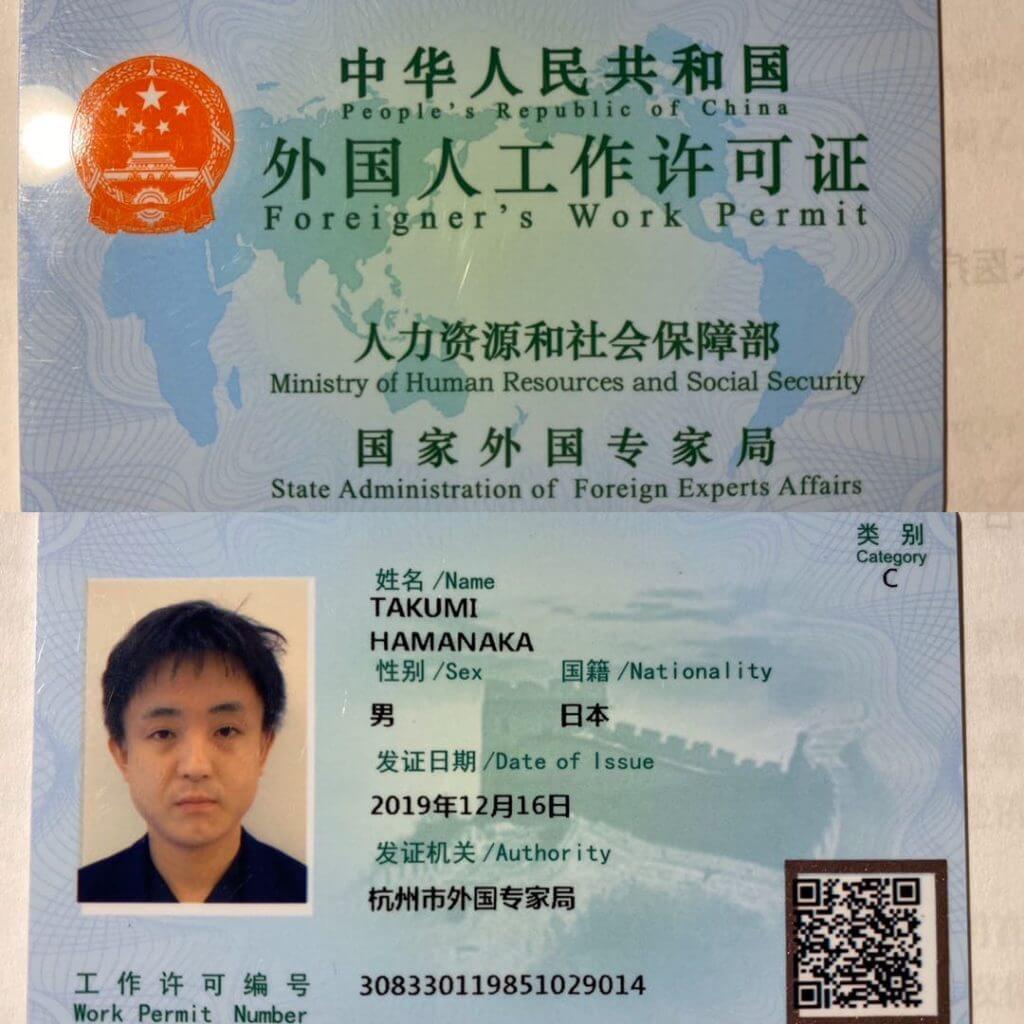 中华人民共和国
People's Republic of China
外国人工作许可证
Foreigner's Work Permit
人力资源和社会保障部
Ministry of Human Resources and Social Security
国家外国专家局
State Administration of Foreign Experts Affairs
类别
Category
C
姓名/Name
TAKUMI
HAMANAKA
性别/Sex 国籍/Nationality
男 日本
发证日期/Date of Issue
2019年12月16日
发证机关/Authority
杭州市外国专家局
工作许可编号 308330119851029014
Work Permit Number